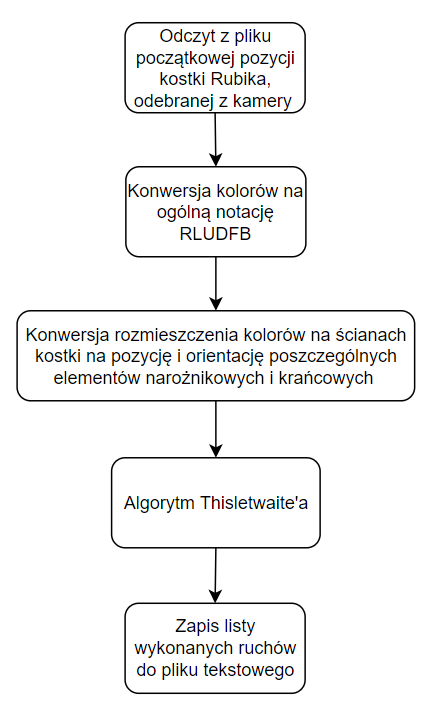 Odczyt z pliku
początkowej pozycji
kostki Rubika,
odebranej z kamery
Konwersja kolorów na
ogólną notację
RLUDFB
Konwersja rozmieszczenia kolorów na ścianach
kostki na pozycję i orientację poszczególnych
elementów narożnikowych i krańcowych
Algorytm Thisletwaite'a
Zapis listy
wykonanych ruchów
do pliku tekstowego